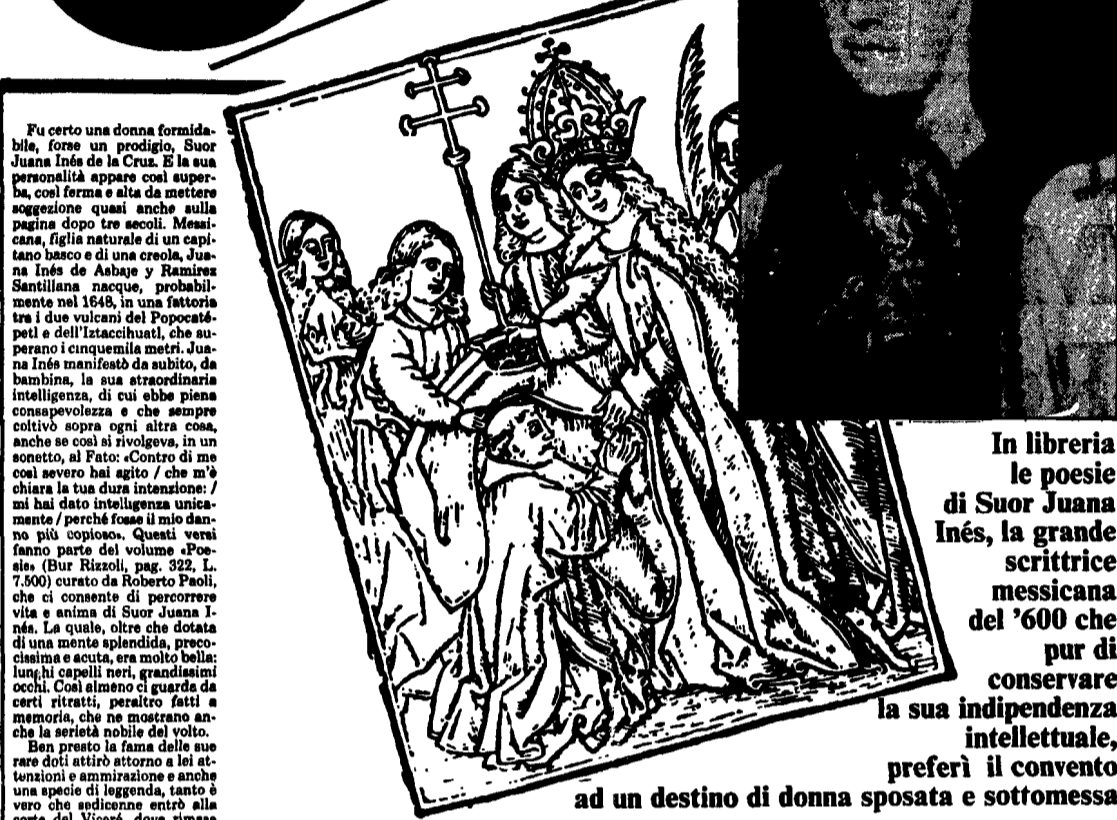 Fu certo una donna formida-
bile, forse un prodigio, Suor
Juana Inés de la Cruz. E la sua
personalità appare così super-
ba, così ferma e alta da mettere
soggezione quasi anche sulla
pagina dopo tre secoli. Messi-
cana, figlia naturale di un capi-
tano basco e di una creola, Jua-
na Inés de Asbaje y Ramirez
Santillana nacque, probabil-
mente nel 1648, in una fattoria
tra i due vulcani del Popocaté-
petl e dell'Iztaccihuatl, che su-
perano i cinquemila metri. Jua-
na Inés manifestò da subito, da
bambina, la sua straordinaria
intelligenza, di cui ebbe piena
consapevolezza e che sempre
coltivò sopra ogni altra cosa,
anche se così si rivolgeva, in un
sonetto, al Fato: «Contro di me
così severo hai agito / che m'è
chiara la tua dura intenzione: /
mi hai dato intelligenza unica-
mente / perché fosse il mio dan-
no più copioso». Questi versi
fanno parte del volume «Poe-
sie» (Bur Rizzoli, pag. 322, L.
7.500) curato da Roberto Paoli,
che ci consente di percorrere
vita e anima di Suor Juana I-
nés. La quale, oltre che dotata
di una mente splendida, preco-
cissima e acuta, era molto bella:
lunghi capelli neri, grandissimi
occhi. Così almeno ci guarda da
certi ritratti, peraltro fatti a
memoria, che ne mostrano an-
che la serietà nobile del volto.
Ben presto la fama delle sue
rare doti attirò attorno a lei at-
tenzioni e ammirazione e anche
una specie di leggenda, tanto è
vero che sedicenne entrò alla
corte del Viceré, dove rimase
In libreria
le poesie
di Suor Juana
Inés, la grande
scrittrice
messicana
del '600 che
pur di
conservare
la sua indipendenza
intellettuale,
preferì il convento
ad un destino di donna sposata e sottomessa